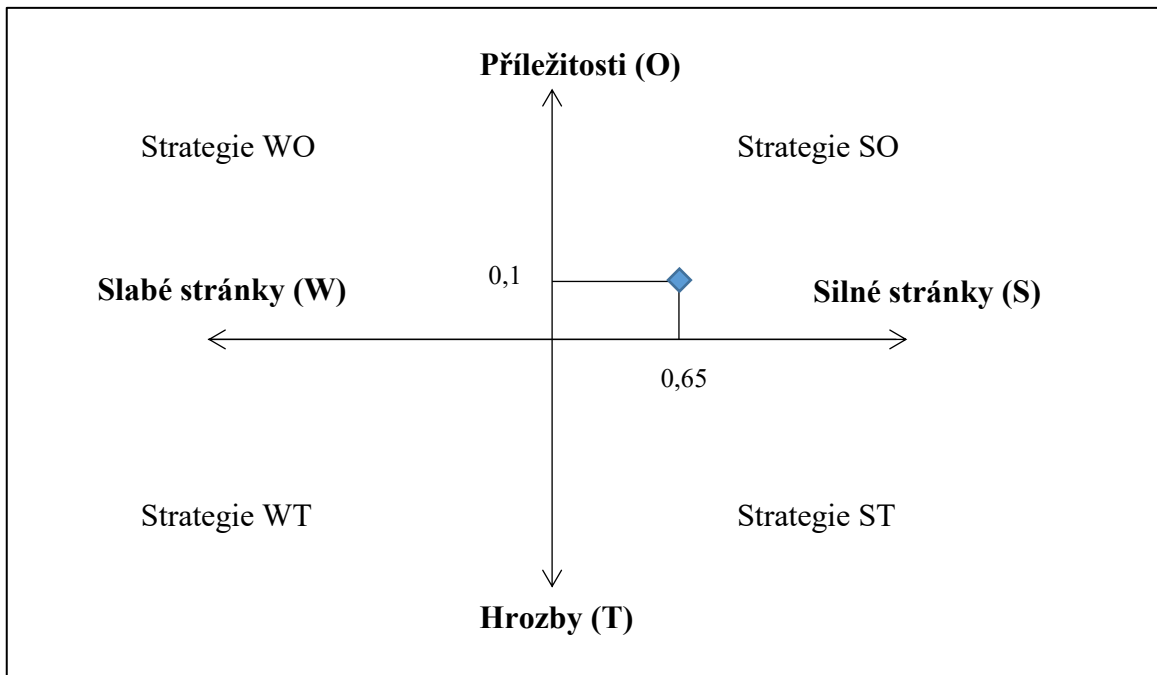 Příležitosti (O)
Strategie WO
Strategie SO
0,1
Slabé stránky (W)
Silné stránky (S)
0,65
Strategie WT
Strategie ST
Hrozby (T)